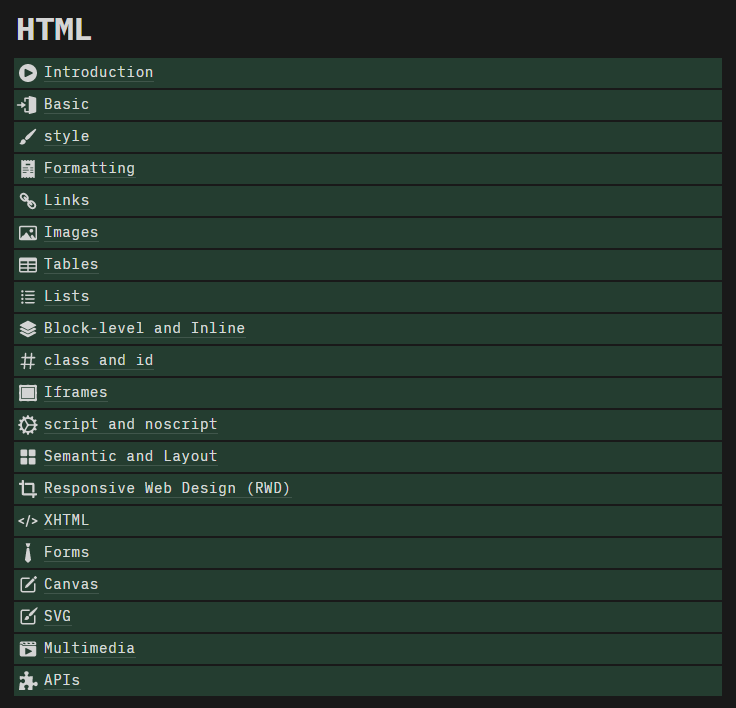 HTML
Introduction
Basic
style
Formatting
Links
Images
Tables
Lists
Block-level and Inline
class and id
Iframes
script and noscript
Semantic and Layout
Responsive Web Design (RWD)
XHTML
Forms
Canvas
SVG
Multimedia
APIs